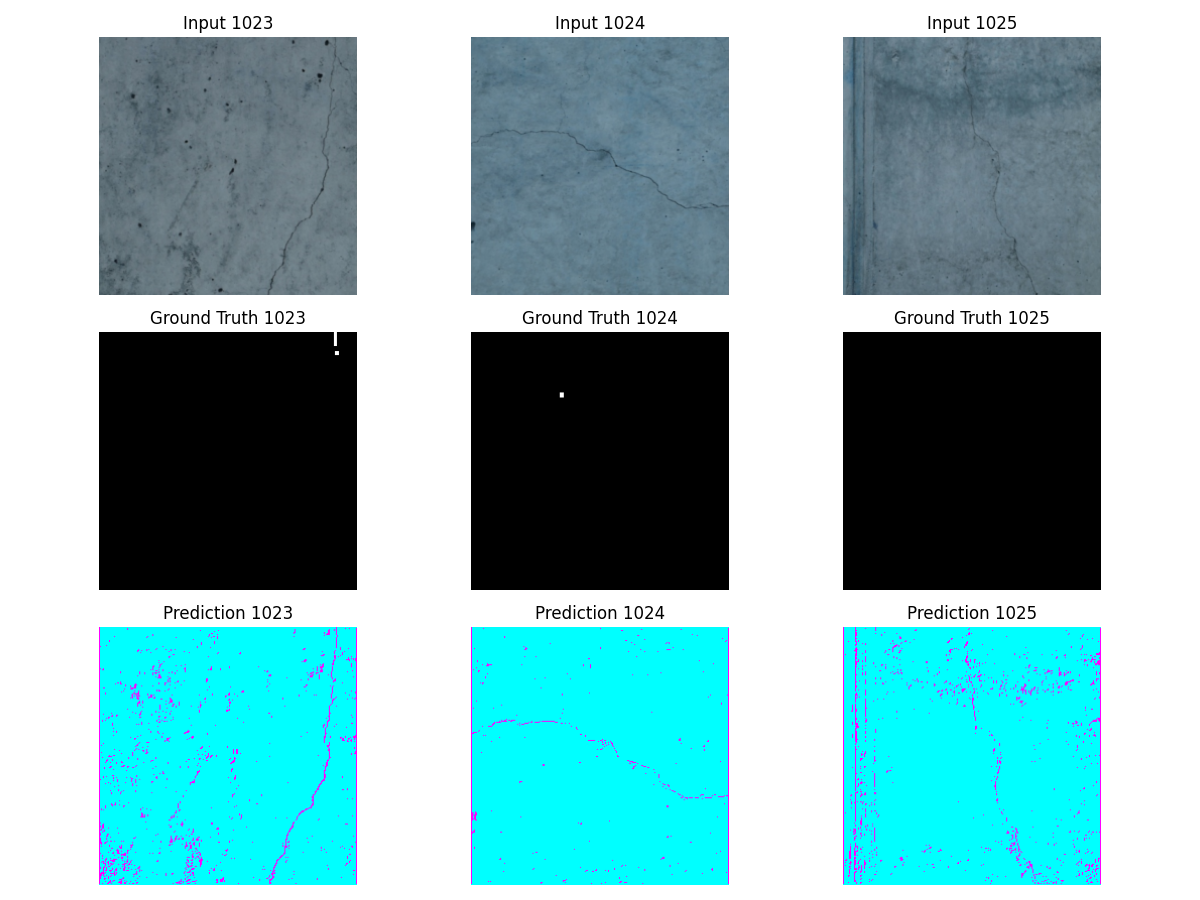 Input 1023
Input 1024
Input 1025
Ground Truth 1023
Ground Truth 1024
Ground Truth 1025
Prediction 1023
Prediction 1024
Prediction 1025